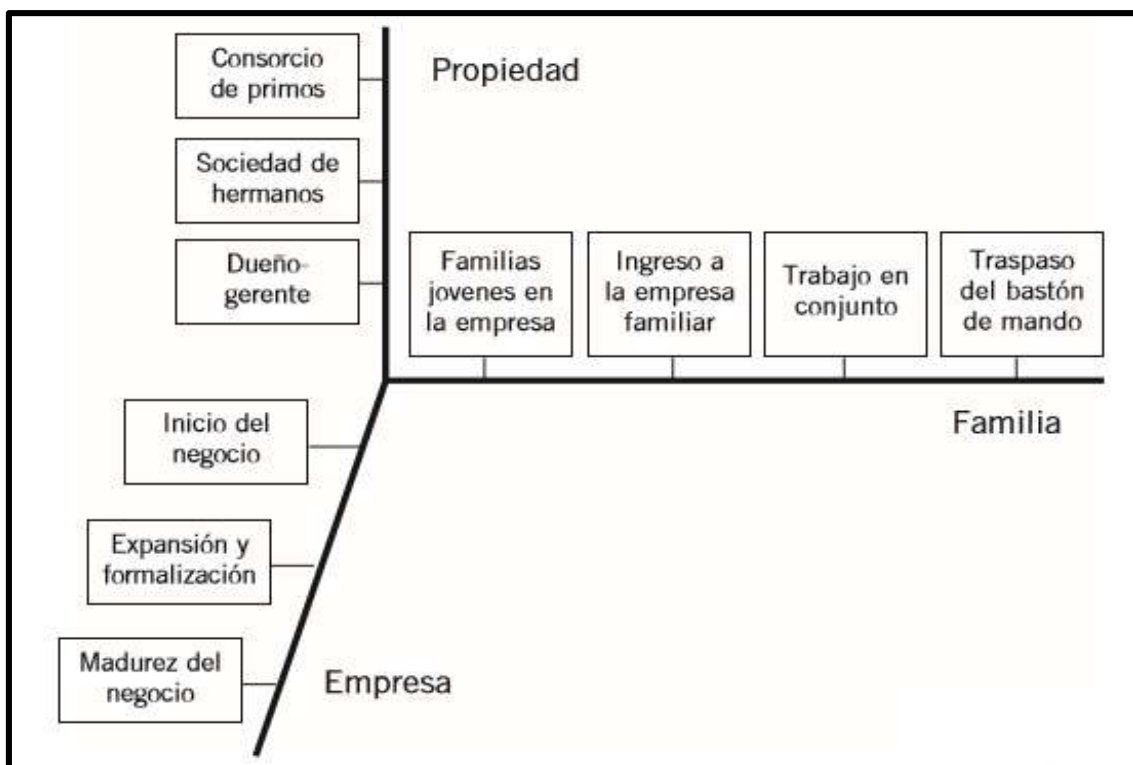 Consorcio
de primos
Propiedad
Sociedad de
hermanos
Dueño-
gerente
Familias
jovenes en
la empresa
Ingreso a
la empresa
familiar
Trabajo en
conjunto
Traspaso
del bastón
de mando
Familia
Inicio del
negocio
Expansión y
formalización
Madurez del
negocio
Empresa